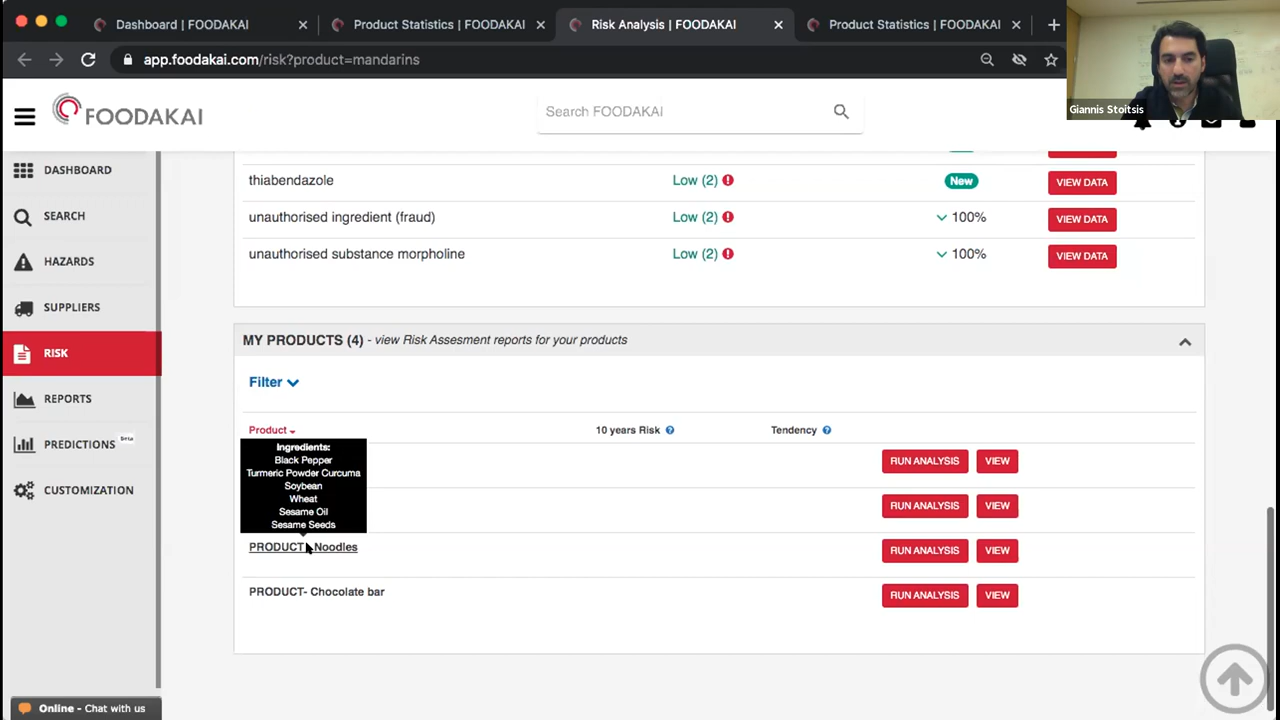 Dashboard | FOODAKAI
Product Statistics | FOODAKAI
Risk Analysis | FOODAKAI
Product Statistics | FOODAKAI
app.foodakai.com/risk?product=mandarins
Giannis Stoitsis
FOODAKAI
Search FOODAKAI
DASHBOARD
SEARCH
HAZARDS
SUPPLIERS
RISK
REPORTS
PREDICTIONS Beta
CUSTOMIZATION
thiabendazole Low (2) New VIEW DATA
unauthorised ingredient (fraud) Low (2) 100% VIEW DATA
unauthorised substance morpholine Low (2) 100% VIEW DATA
MY PRODUCTS (4) - view Risk Assesment reports for your products
Filter
Product 10 years Risk Tendency
Ingredients:
Black Pepper
Turmeric Powder Curcuma
Soybean
Wheat
Sesame Oil
Sesame Seeds
RUN ANALYSIS VIEW
RUN ANALYSIS VIEW
PRODUCT Noodles RUN ANALYSIS VIEW
PRODUCT- Chocolate bar RUN ANALYSIS VIEW
Online - Chat with us